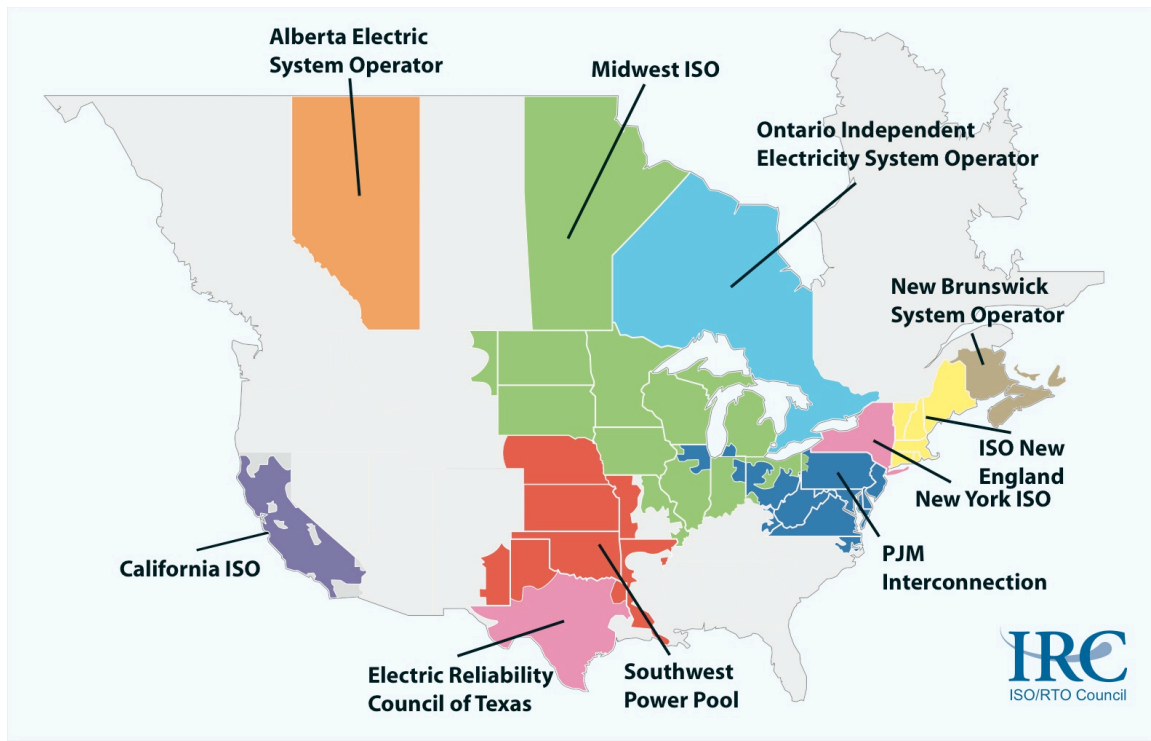 Alberta Electric
System Operator
Midwest ISO
Ontario Independent
Electricity System Operator
New Brunswick
System Operator
ISO New
England
New York ISO
PJM
Interconnection
California ISO
Electric Reliability
Council of Texas
Southwest
Power Pool
IRC
ISO/RTO Council